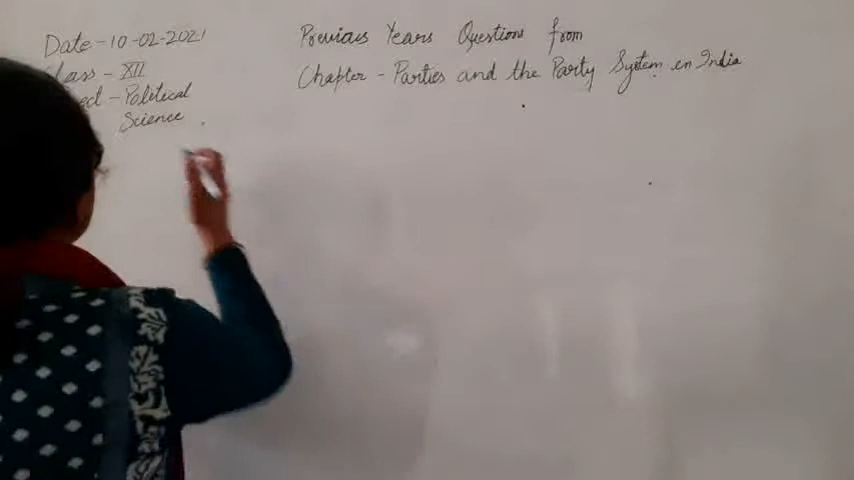 Date-10-02-2021
Class - XII
Political
Science
Previous Years Questions from
Chapter - Parties and the Party System in India